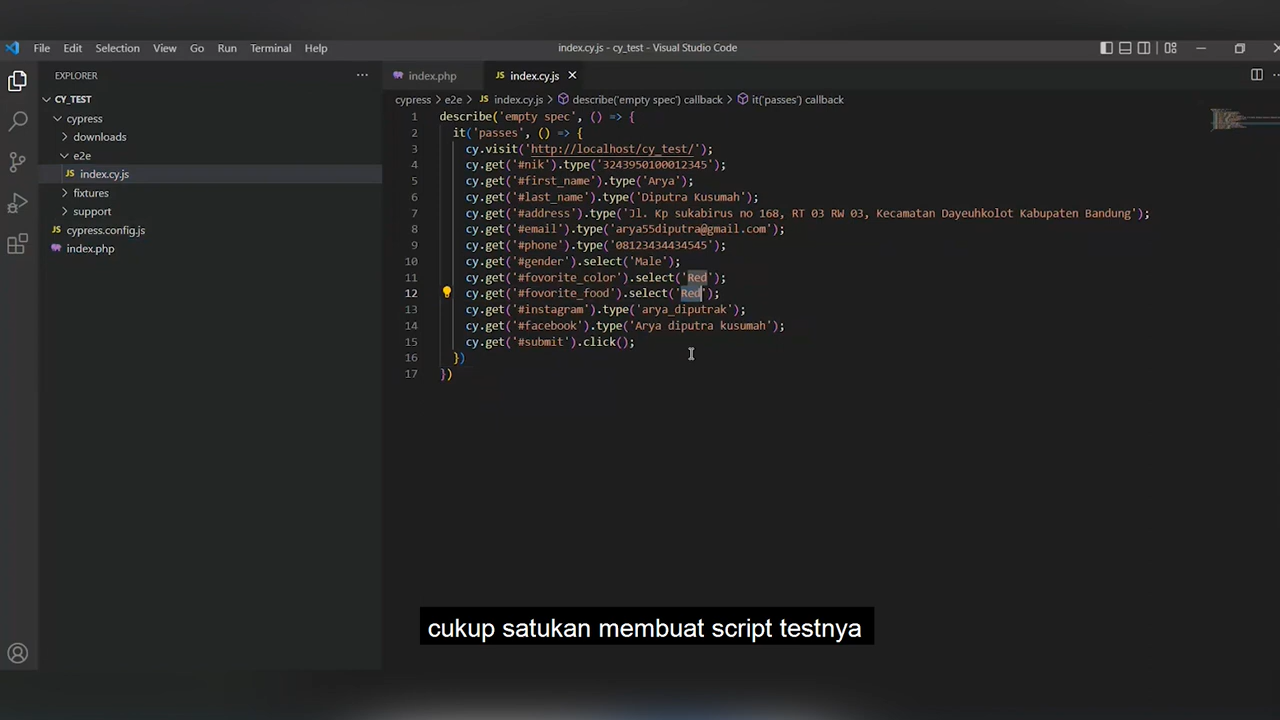 File Edit Selection View Go Run Terminal Help
index.cy.js - cy_test - Visual Studio Code
EXPLORER
CY_TEST
cypress
downloads
e2e
JS index.cy.js
fixtures
support
JS cypress.config.js
index.php
index.php
JS index.cy.js
cypress > e2e > JS index.cy.js > describe('empty spec') callback > it('passes') callback
1 describe('empty spec', () => {
2 it('passes', () => {
3 cy.visit('http://localhost/cy_test/');
4 cy.get('#nik').type('3243950100012345');
5 cy.get('#first_name').type('Arya');
6 cy.get('#last_name').type('Diputra Kusumah');
7 cy.get('#address').type('Jl. Kp sukabirus no 168, RT 03 RW 03, Kecamatan Dayeuhkolot Kabupaten Bandung');
8 cy.get('#email').type('arya55diputra@gmail.com');
9 cy.get('#phone').type('08123434434545');
10 cy.get('#gender').select('Male');
11 cy.get('#fovorite_color').select('Red');
12 cy.get('#fovorite_food').select('Red');
13 cy.get('#instagram').type('arya_diputrak');
14 cy.get('#facebook').type('Arya diputra kusumah');
15 cy.get('#submit').click();
16 })
17 })
cukup satukan membuat script testnya